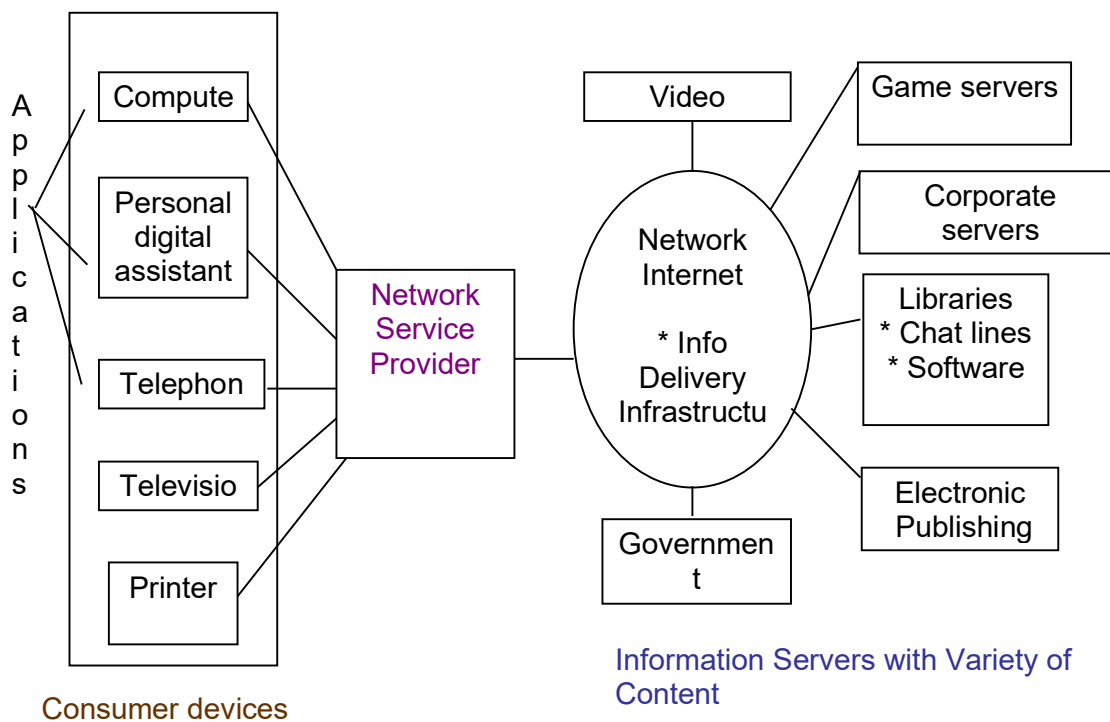 Applications
Compute
Personal
digital
assistant
Telephon
Televisio
Printer
Consumer devices
Network
Service
Provider
Video
Network
Internet
* Info
Delivery
Infrastructu
Governmen
t
Game servers
Corporate
servers
Libraries
* Chat lines
* Software
Electronic
Publishing
Information Servers with Variety of
Content